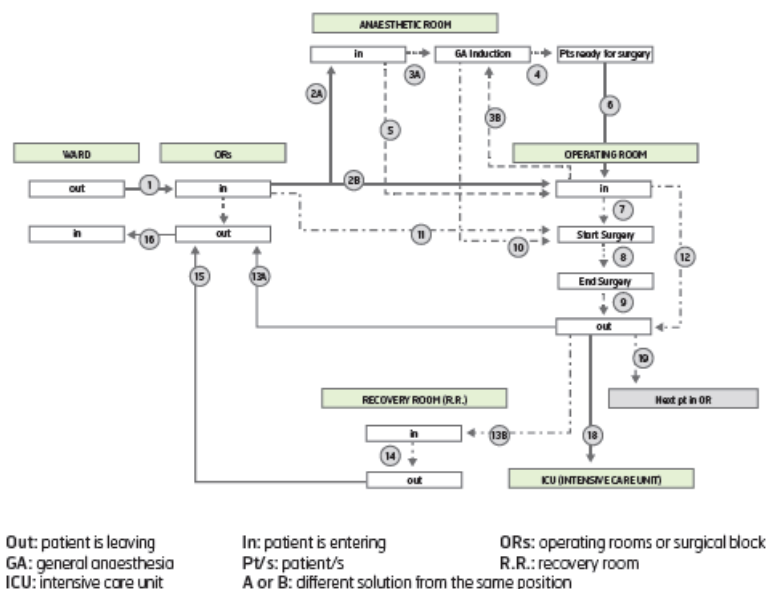 ANAESTHETIC ROOM
in
GA Induction
Pts ready for surgery
3A
4
2A
5
3B
6
WARD
ORs
OPERATING ROOM
out
1
in
2B
in
7
in
16
out
11
10
Start Surgery
8
12
15
13A
End Surgery
9
out
19
RECOVERY ROOM (R.R.)
Next pt in OR
in
13B
18
14
out
ICU (INTENSIVE CARE UNIT)
Out: patient is leaving
In: patient is entering
ORs: operating rooms or surgical block
GA: general anaesthesia
Pt/s: patient/s
R.R.: recovery room
ICU: intensive care unit
A or B: different solution from the same position